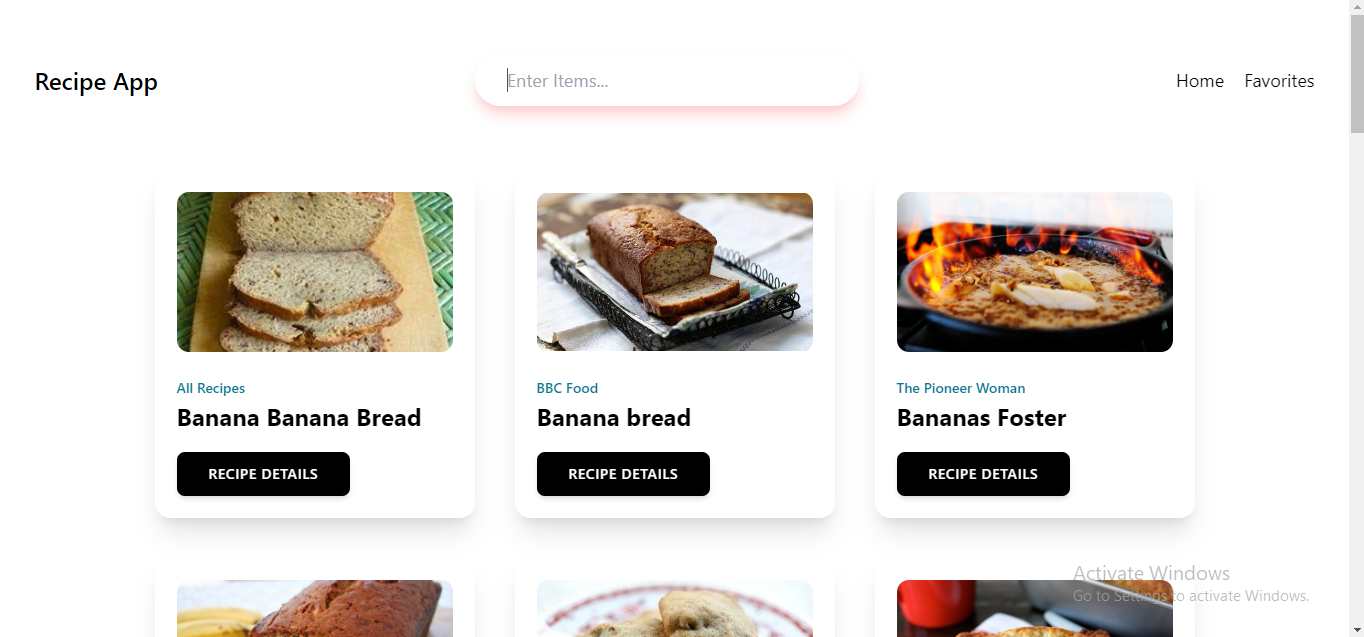 Recipe App
Enter Items...
Home
Favorites
All Recipes
Banana Banana Bread
RECIPE DETAILS
BBC Food
Banana bread
RECIPE DETAILS
The Pioneer Woman
Bananas Foster
RECIPE DETAILS
Activate Windows
Go to Settings to activate Windows.